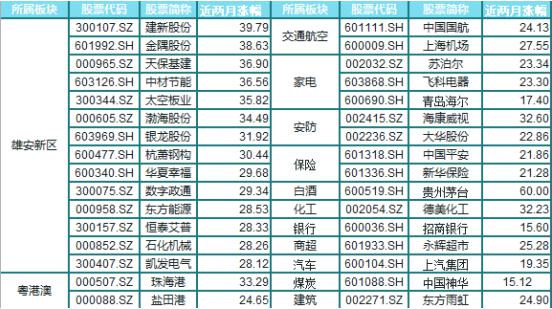 所属板块 股票代码 股票简称 近两月涨幅 所属板块 股票代码 股票简称 近两月涨幅
雄安新区 300107.SZ 建新股份 39.79 交通航空 601111.SH 中国国航 24.13
601992.SH 金隅股份 38.63 600009.SH 上海机场 27.55
000965.SZ 天保基建 36.90 家电 002032.SZ 苏泊尔 23.34
603126.SH 中材节能 36.56 603868.SH 飞科电器 23.30
300344.SZ 太空板业 35.82 600690.SH 青岛海尔 17.40
000605.SZ 渤海股份 34.49 安防 002415.SZ 海康威视 32.60
603969.SH 银龙股份 31.92 002236.SZ 大华股份 22.86
600477.SH 杭萧钢构 30.44 保险 601318.SH 中国平安 21.86
600340.SH 华夏幸福 29.68 601336.SH 新华保险 21.28
300075.SZ 数字政通 29.34 白酒 600519.SH 贵州茅台 60.00
000958.SZ 东方能源 28.53 化工 002054.SZ 德美化工 32.23
300157.SZ 恒泰艾普 28.33 银行 600036.SH 招商银行 15.60
000852.SZ 石化机械 28.26 商超 601933.SH 永辉超市 25.28
300407.SZ 凯发电气 28.12 汽车 600104.SH 上汽集团 19.35
粤港澳 000507.SZ 珠海港 33.29 煤炭 601088.SH 中国神华 15.12
000088.SZ 盐田港 24.65 建筑 002271.SZ 东方雨虹 24.90